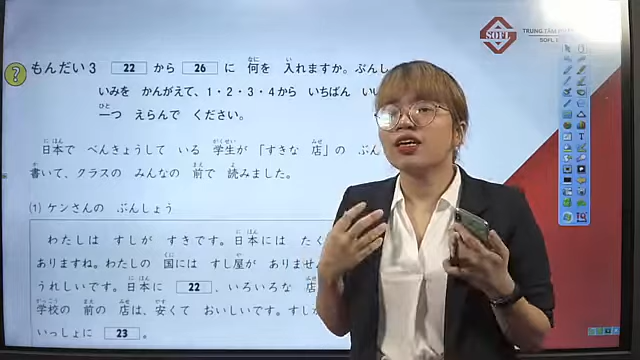 SOFL
TRUNG TÂM
SOFL
? もんだい3 22 から 26 に 何を 入れますか。ぶんし
いみを かんがえて、1・2・3・4から いちばん いい
一つ えらんで ください。
日本で べんきょうして いる 学生が 「すきな 店」の ぶん
書いて、クラスの みんなの 前で 読みました。
(1) ケンさんの ぶんしょう
わたしは すしが すきです。日本には たく
ありますね。わたしの 国には すし屋が ありませ
うれしいです。日本に 22 、いろいろな 店
学校の 前の 店は、安くて おいしいです。すし
いっしょに 23 。